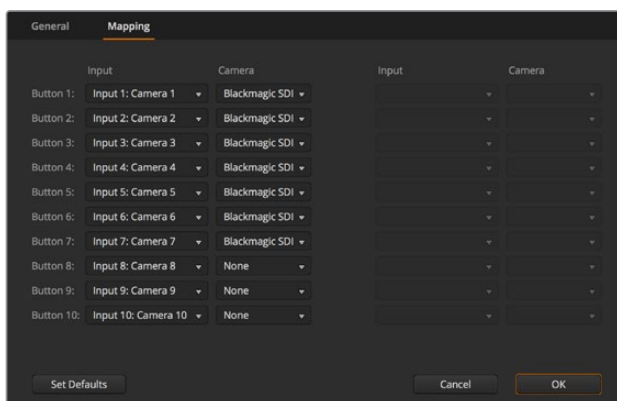 General Mapping
Input Camera Input Camera
Button 1: Input 1: Camera 1 Blackmagic SDI
Button 2: Input 2: Camera 2 Blackmagic SDI
Button 3: Input 3: Camera 3 Blackmagic SDI
Button 4: Input 4: Camera 4 Blackmagic SDI
Button 5: Input 5: Camera 5 Blackmagic SDI
Button 6: Input 6: Camera 6 Blackmagic SDI
Button 7: Input 7: Camera 7 Blackmagic SDI
Button 8: Input 8: Camera 8 None
Button 9: Input 9: Camera 9 None
Button 10: Input 10: Camera 10 None
Set Defaults Cancel OK